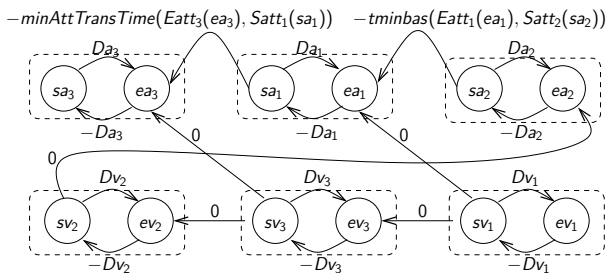 −minAttTransTime(Eatt₃(ea₃), Satt₁(sa₁)) −tminbas(Eatt₁(ea₁), Satt₂(sa₂))
Da₃ Da₁ Da₂
sa₃ ea₃ sa₁ ea₁ sa₂ ea₂
−Da₃ −Da₁ −Da₂
0 0
0
Dv₂ Dv₃ Dv₁
sv₂ ev₂ 0 sv₃ ev₃ 0 sv₁ ev₁
−Dv₂ −Dv₃ −Dv₁